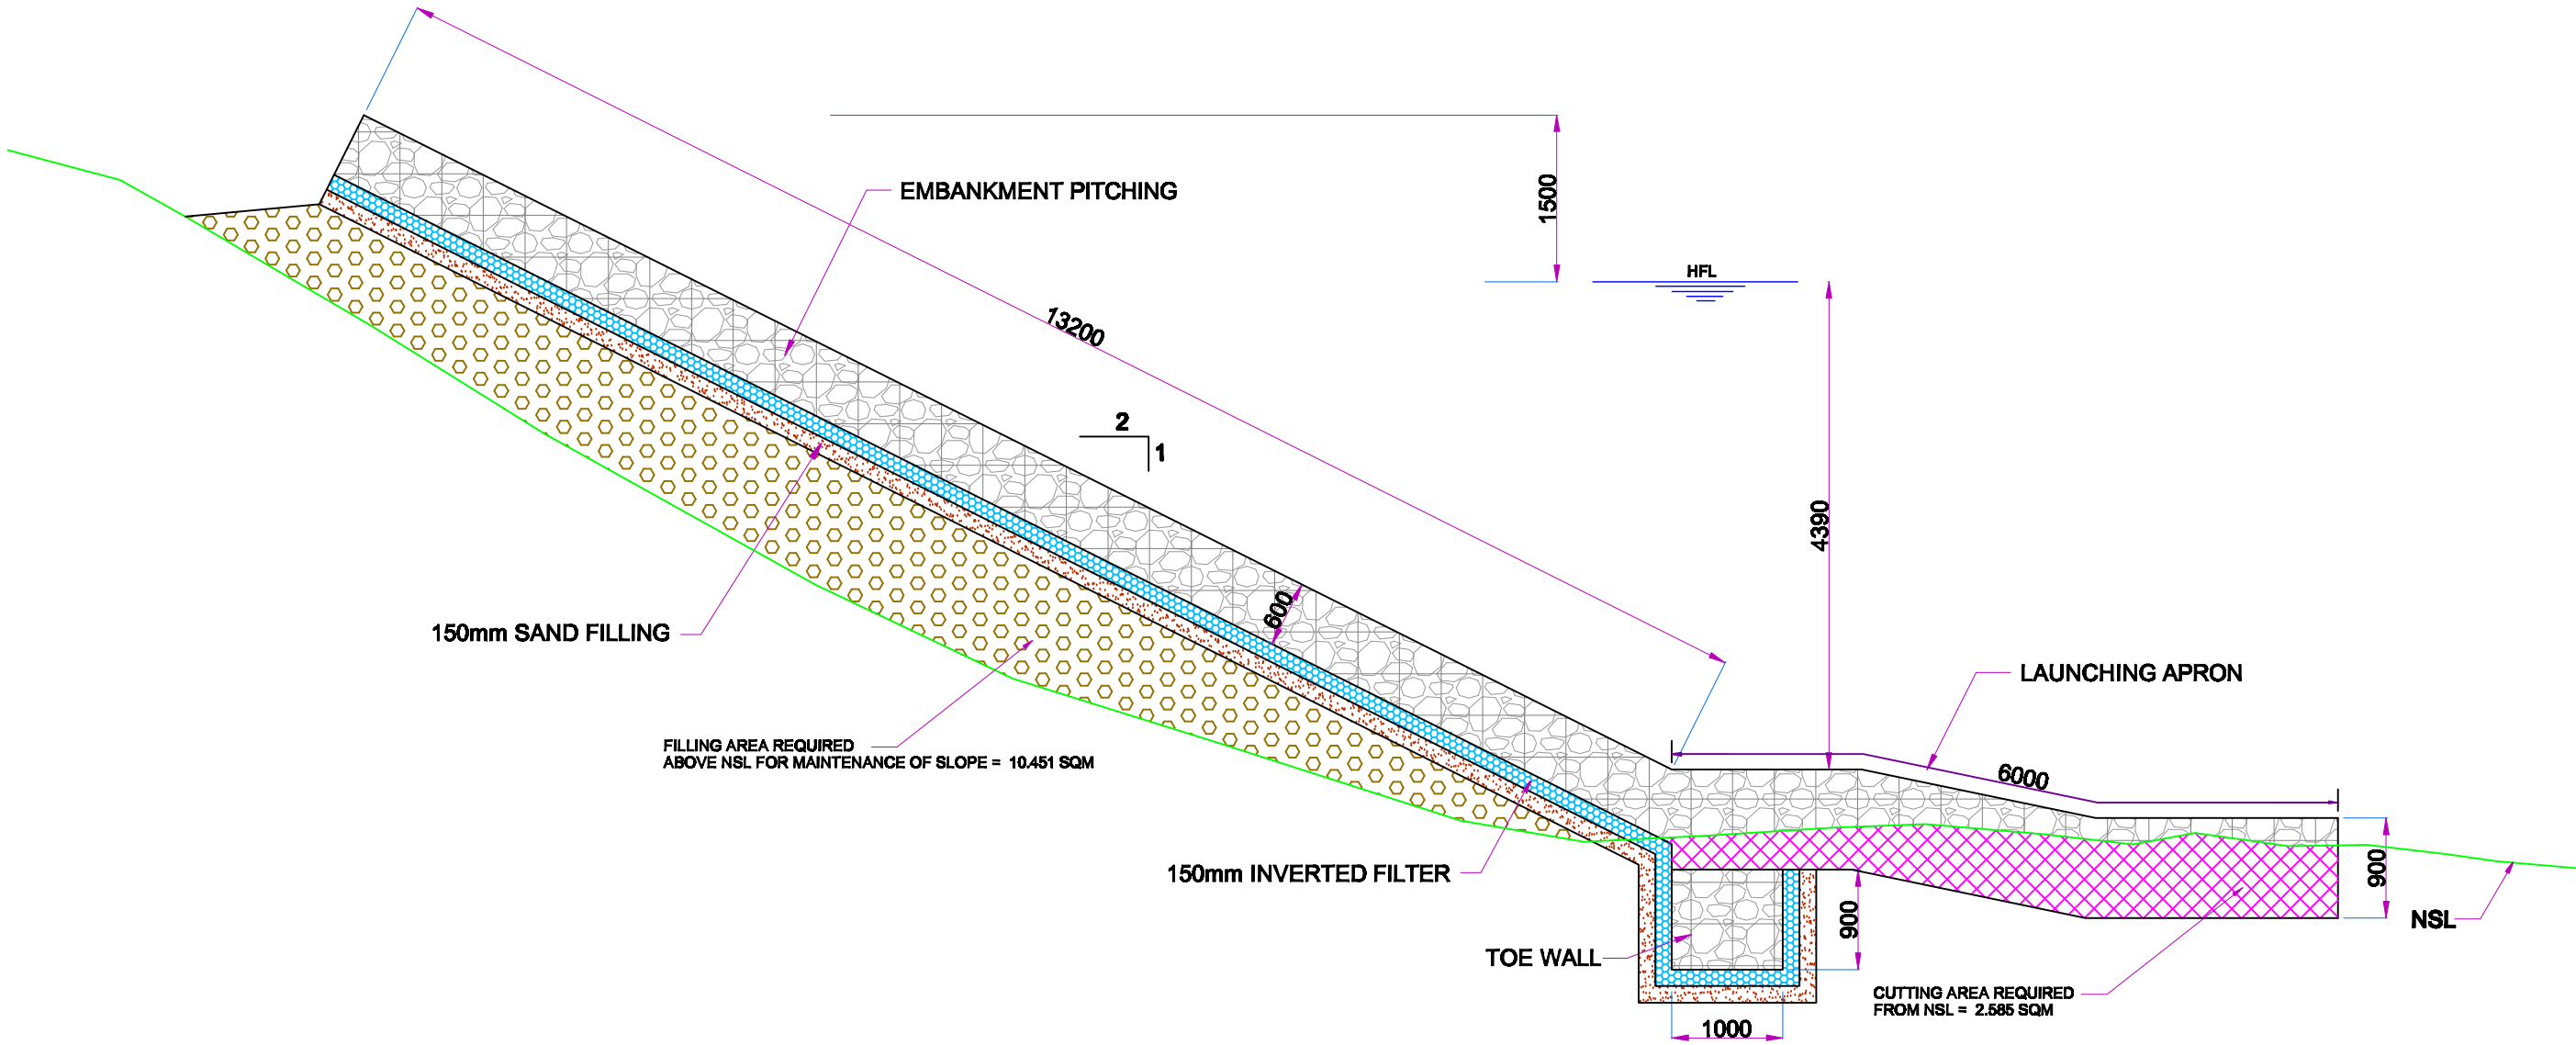 EMBANKMENT PITCHING
1500
HFL
13200
2
1
4390
600
150mm SAND FILLING
LAUNCHING APRON
FILLING AREA REQUIRED
ABOVE NSL FOR MAINTENANCE OF SLOPE = 10.451 SQM
6000
150mm INVERTED FILTER
900
900
NSL
TOE WALL
CUTTING AREA REQUIRED
FROM NSL = 2.585 SQM
1000